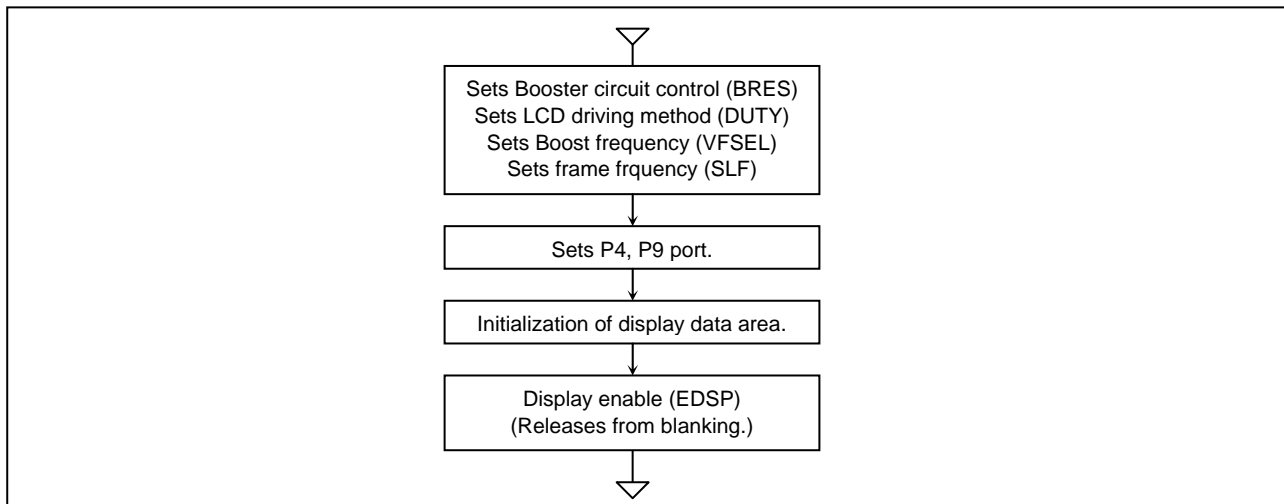 Sets Booster circuit control (BRES)
Sets LCD driving method (DUTY)
Sets Boost frequency (VFSEL)
Sets frame frquency (SLF)
Sets P4, P9 port.
Initialization of display data area.
Display enable (EDSP)
(Releases from blanking.)